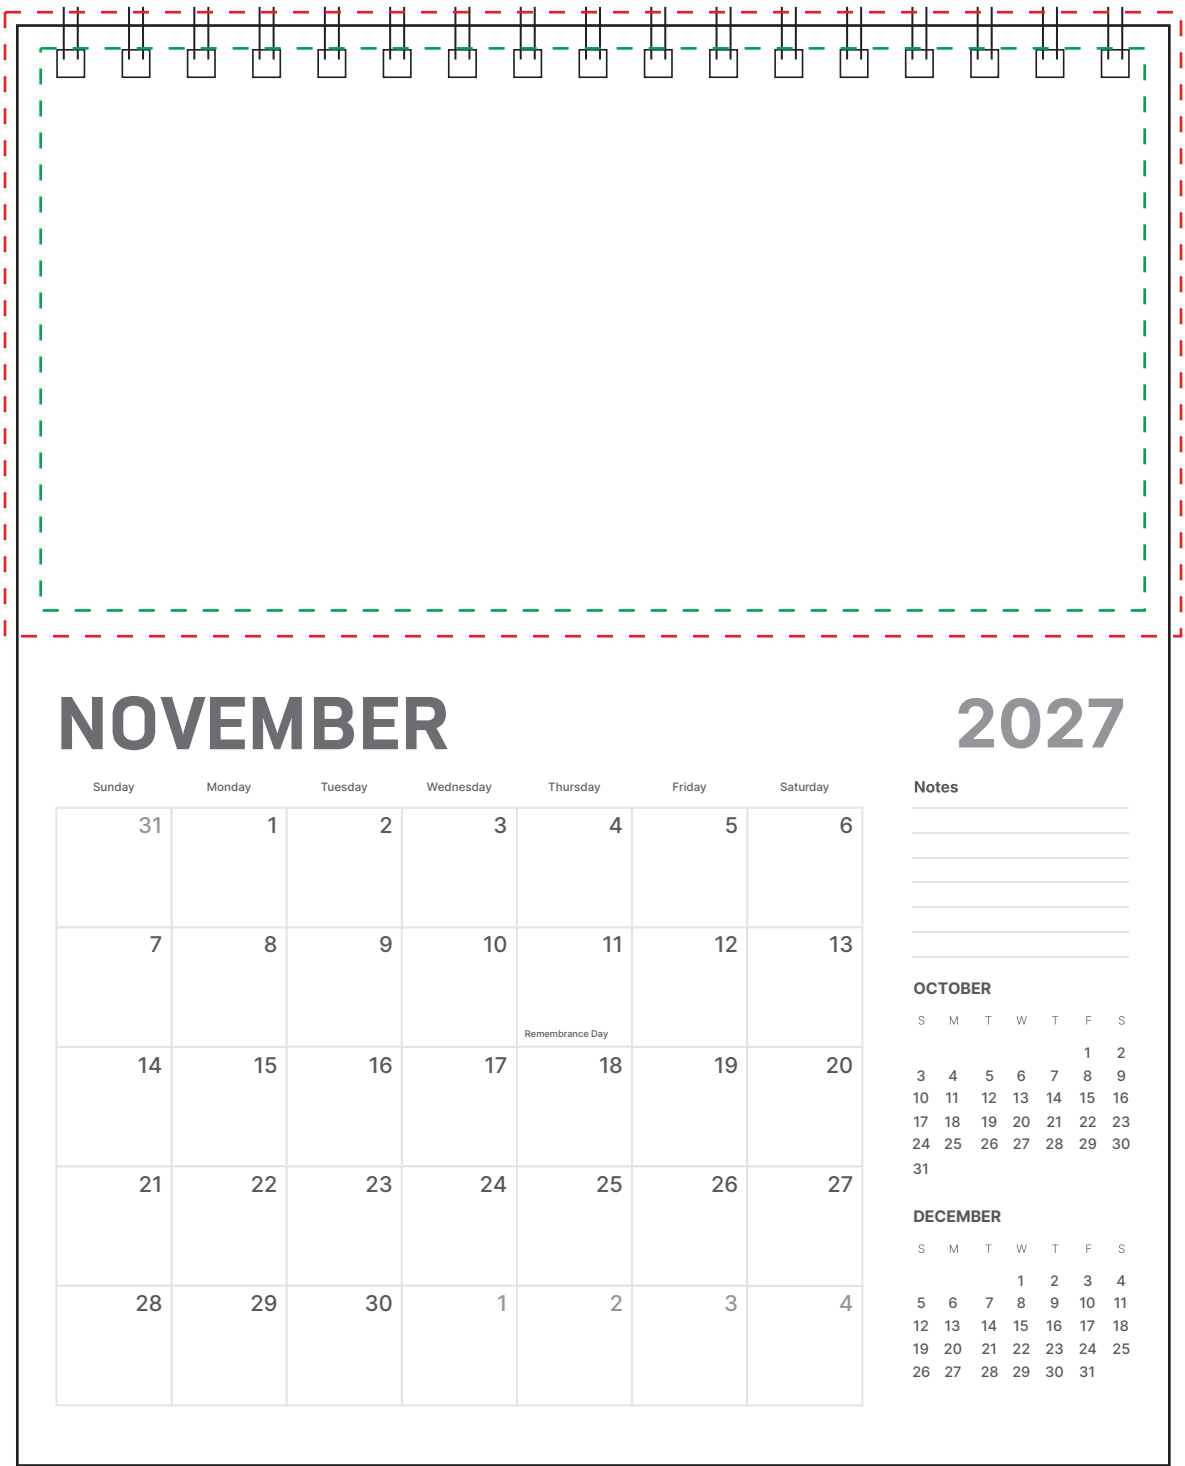 NOVEMBER 2027
Sunday Monday Tuesday Wednesday Thursday Friday Saturday
31 1 2 3 4 5 6
7 8 9 10 11 12 13
Remembrance Day
14 15 16 17 18 19 20
21 22 23 24 25 26 27
28 29 30 1 2 3 4
Notes
OCTOBER
S M T W T F S
1 2
3 4 5 6 7 8 9
10 11 12 13 14 15 16
17 18 19 20 21 22 23
24 25 26 27 28 29 30
31
DECEMBER
S M T W T F S
1 2 3 4
5 6 7 8 9 10 11
12 13 14 15 16 17 18
19 20 21 22 23 24 25
26 27 28 29 30 31